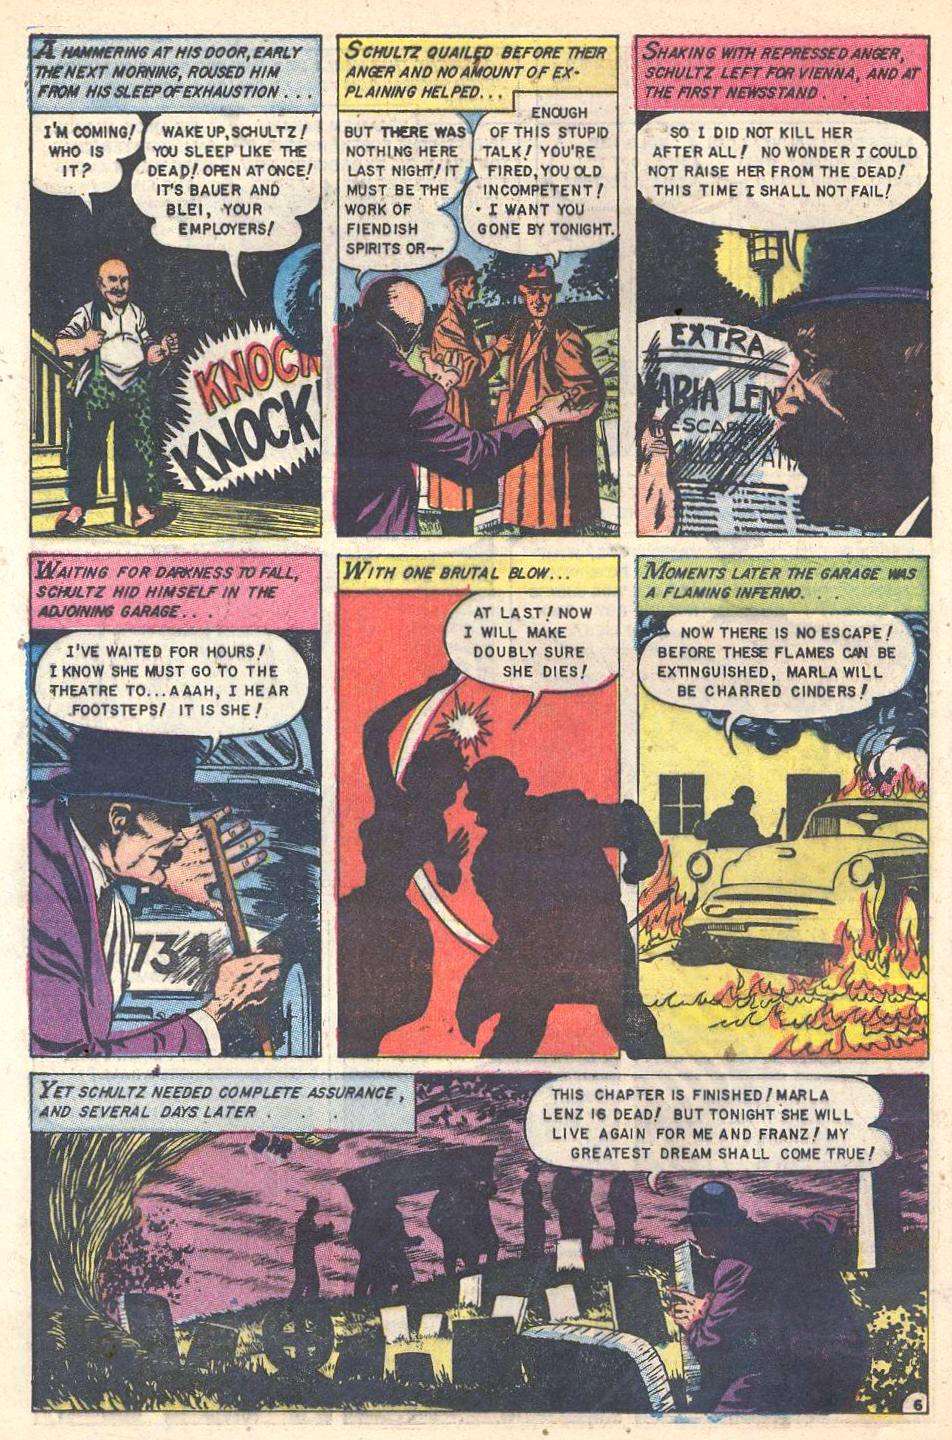 A HAMMERING AT HIS DOOR, EARLY
THE NEXT MORNING, ROUSED HIM
FROM HIS SLEEP OF EXHAUSTION . . .
I'M COMING!
WHO IS
IT?
WAKE UP, SCHULTZ!
YOU SLEEP LIKE THE
DEAD! OPEN AT ONCE!
IT'S BAUER AND
BLEI, YOUR
EMPLOYERS!
KNOCK
KNOCK!
SCHULTZ QUAILED BEFORE THEIR
ANGER AND NO AMOUNT OF EX-
PLAINING HELPED...
BUT THERE WAS
NOTHING HERE
LAST NIGHT! IT
MUST BE THE
WORK OF
FIENDISH
SPIRITS OR—
ENOUGH
OF THIS STUPID
TALK! YOU'RE
FIRED, YOU OLD
INCOMPETENT!
I WANT YOU
GONE BY TONIGHT.
SHAKING WITH REPRESSED ANGER,
SCHULTZ LEFT FOR VIENNA, AND AT
THE FIRST NEWSSTAND. . .
SO I DID NOT KILL HER
AFTER ALL! NO WONDER I COULD
NOT RAISE HER FROM THE DEAD!
THIS TIME I SHALL NOT FAIL!
EXTRA
ARIA LEN
ESCAP
WAITING FOR DARKNESS TO FALL,
SCHULTZ HID HIMSELF IN THE
ADJOINING GARAGE. . . .
I'VE WAITED FOR HOURS!
I KNOW SHE MUST GO TO THE
THEATRE TO...AAAH, I HEAR
FOOTSTEPS! IT IS SHE!
734
WITH ONE BRUTAL BLOW...
AT LAST! NOW
I WILL MAKE
DOUBLY SURE
SHE DIES!
MOMENTS LATER THE GARAGE WAS
A FLAMING INFERNO. . .
NOW THERE IS NO ESCAPE!
BEFORE THESE FLAMES CAN BE
EXTINGUISHED, MARLA WILL
BE CHARRED CINDERS!
YET SCHULTZ NEEDED COMPLETE ASSURANCE,
AND SEVERAL DAYS LATER . . . .
THIS CHAPTER IS FINISHED! MARLA
LENZ IS DEAD! BUT TONIGHT SHE WILL
LIVE AGAIN FOR ME AND FRANZ! MY
GREATEST DREAM SHALL COME TRUE!
6